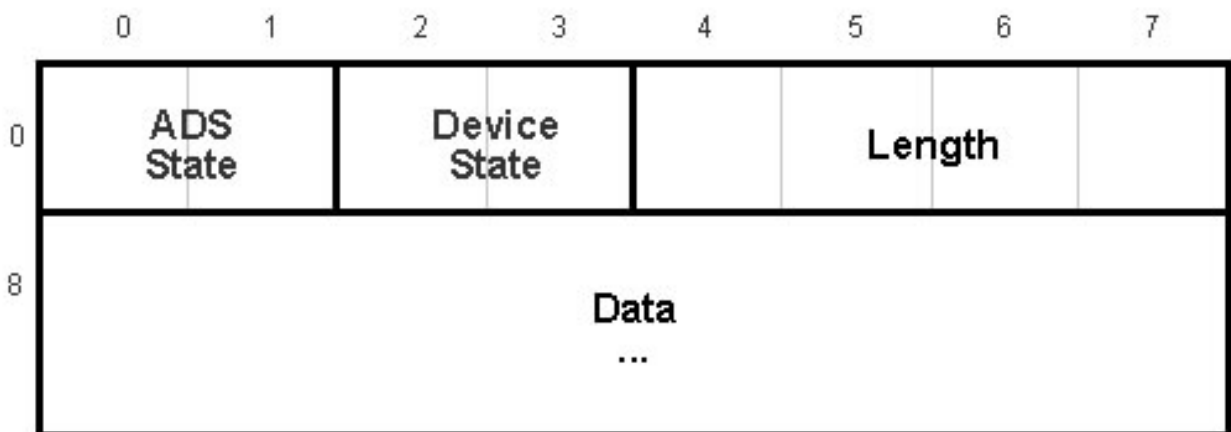 0 1 2 3 4 5 6 7
0
ADS Device Length
State State
8
Data
...